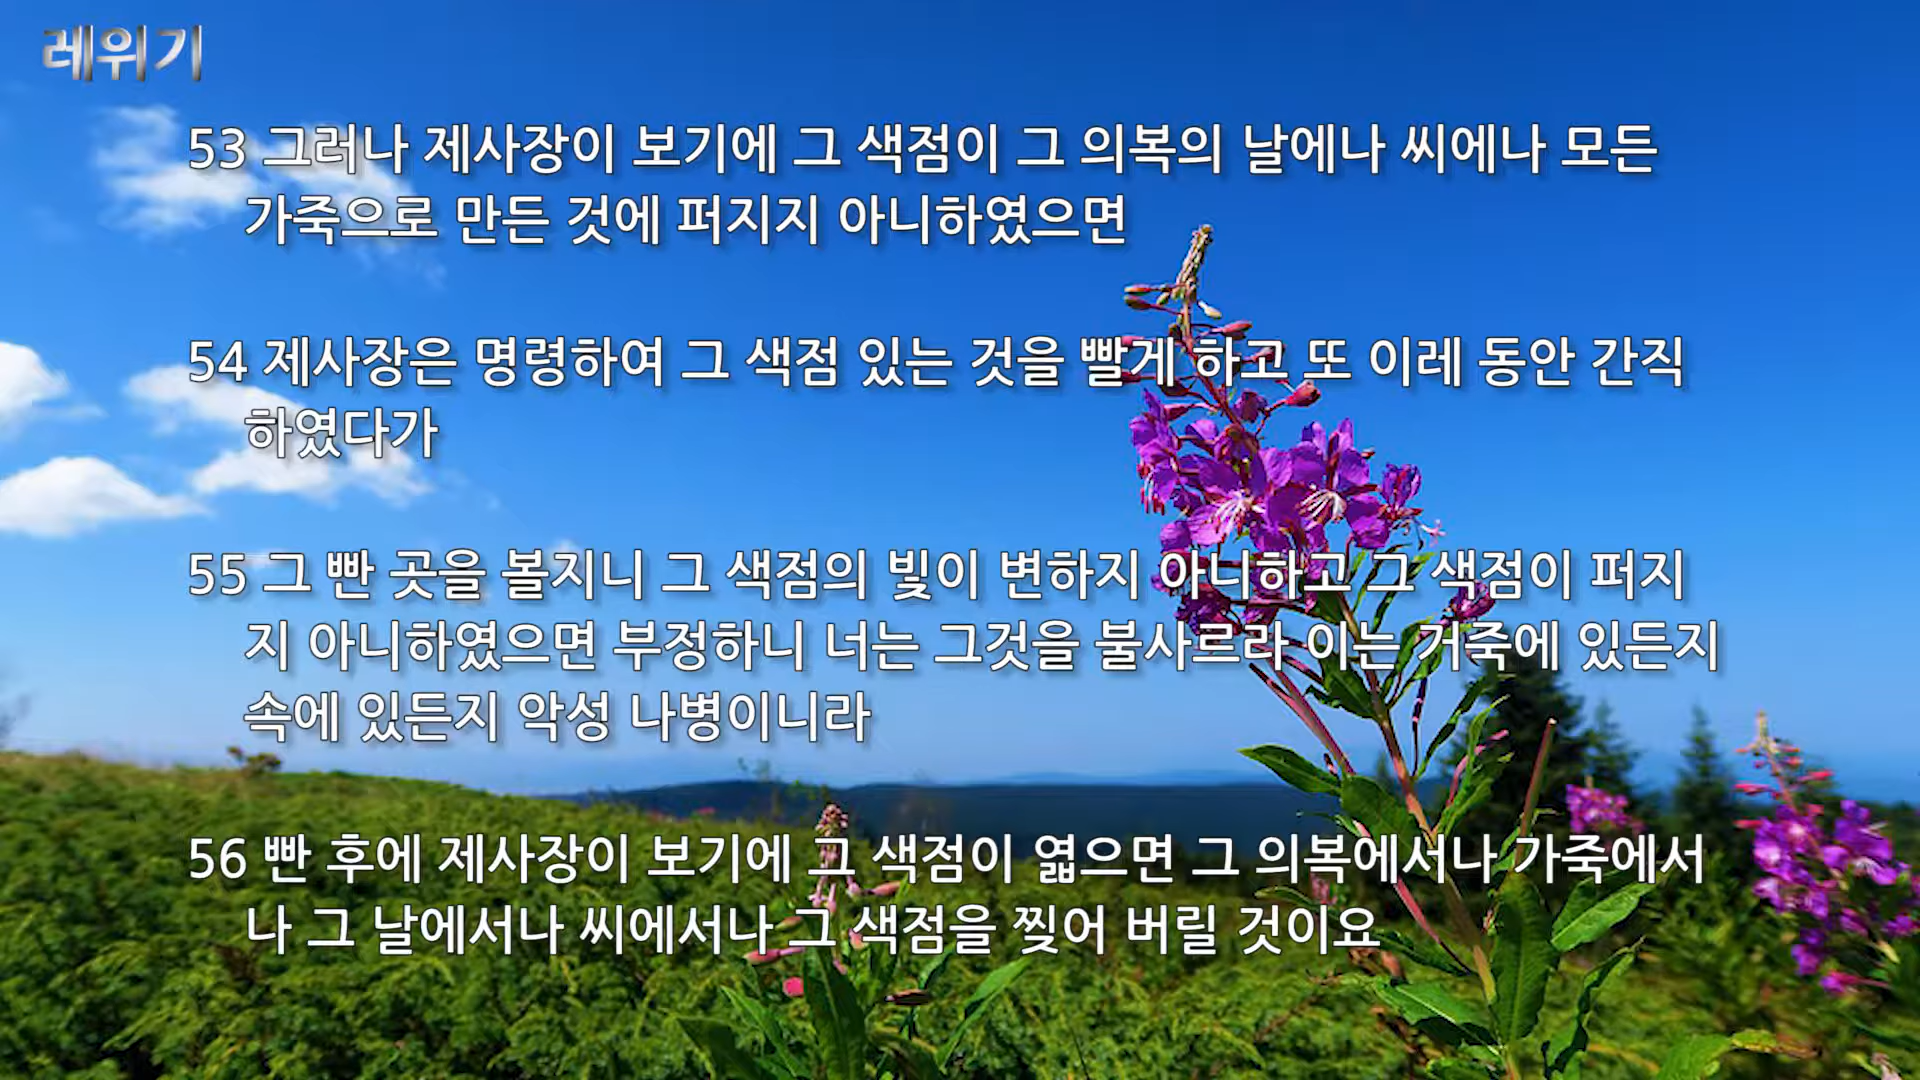 레위기
53 그러나 제사장이 보기에 그 색점이 그 의복의 날에나 씨에나 모든
가죽으로 만든 것에 퍼지지 아니하였으면
54 제사장은 명령하여 그 색점 있는 것을 빨게 하고 또 이레 동안 간직
하였다가
55 그 빤 곳을 볼지니 그 색점의 빛이 변하지 아니하고 그 색점이 퍼지
지 아니하였으면 부정하니 너는 그것을 불사르라 이는 거죽에 있든지
속에 있든지 악성 나병이니라
56 빤 후에 제사장이 보기에 그 색점이 엷으면 그 의복에서나 가죽에서
나 그 날에서나 씨에서나 그 색점을 찢어 버릴 것이요